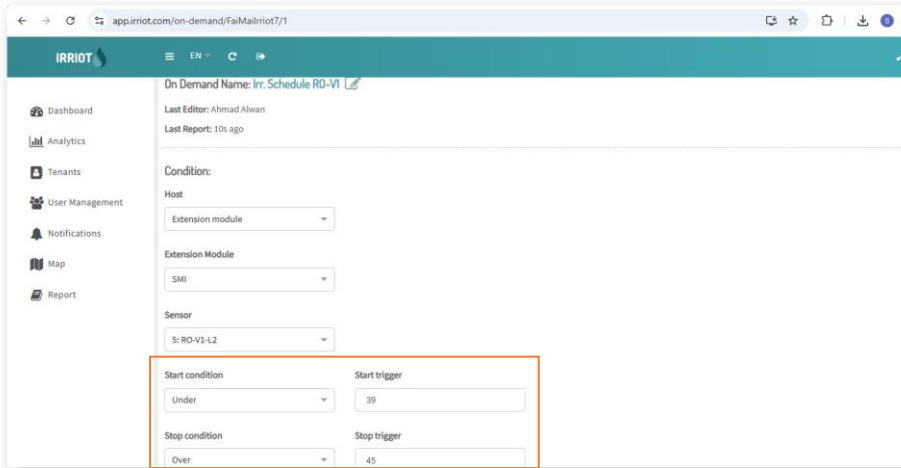 app.irriot.com/on-demand/FaiMaiIrriot7/1
S
IRRIOT
EN
On Demand Name: Irr. Schedule RO-V1
Last Editor: Ahmad Alwan
Last Report: 10s ago
Dashboard
Analytics
Tenants
User Management
Notifications
Map
Report
Condition:
Host
Extension module
Extension Module
SMI
Sensor
5: RO-V1-L2
Start condition Start trigger
Under 39
Stop condition Stop trigger
Over 45